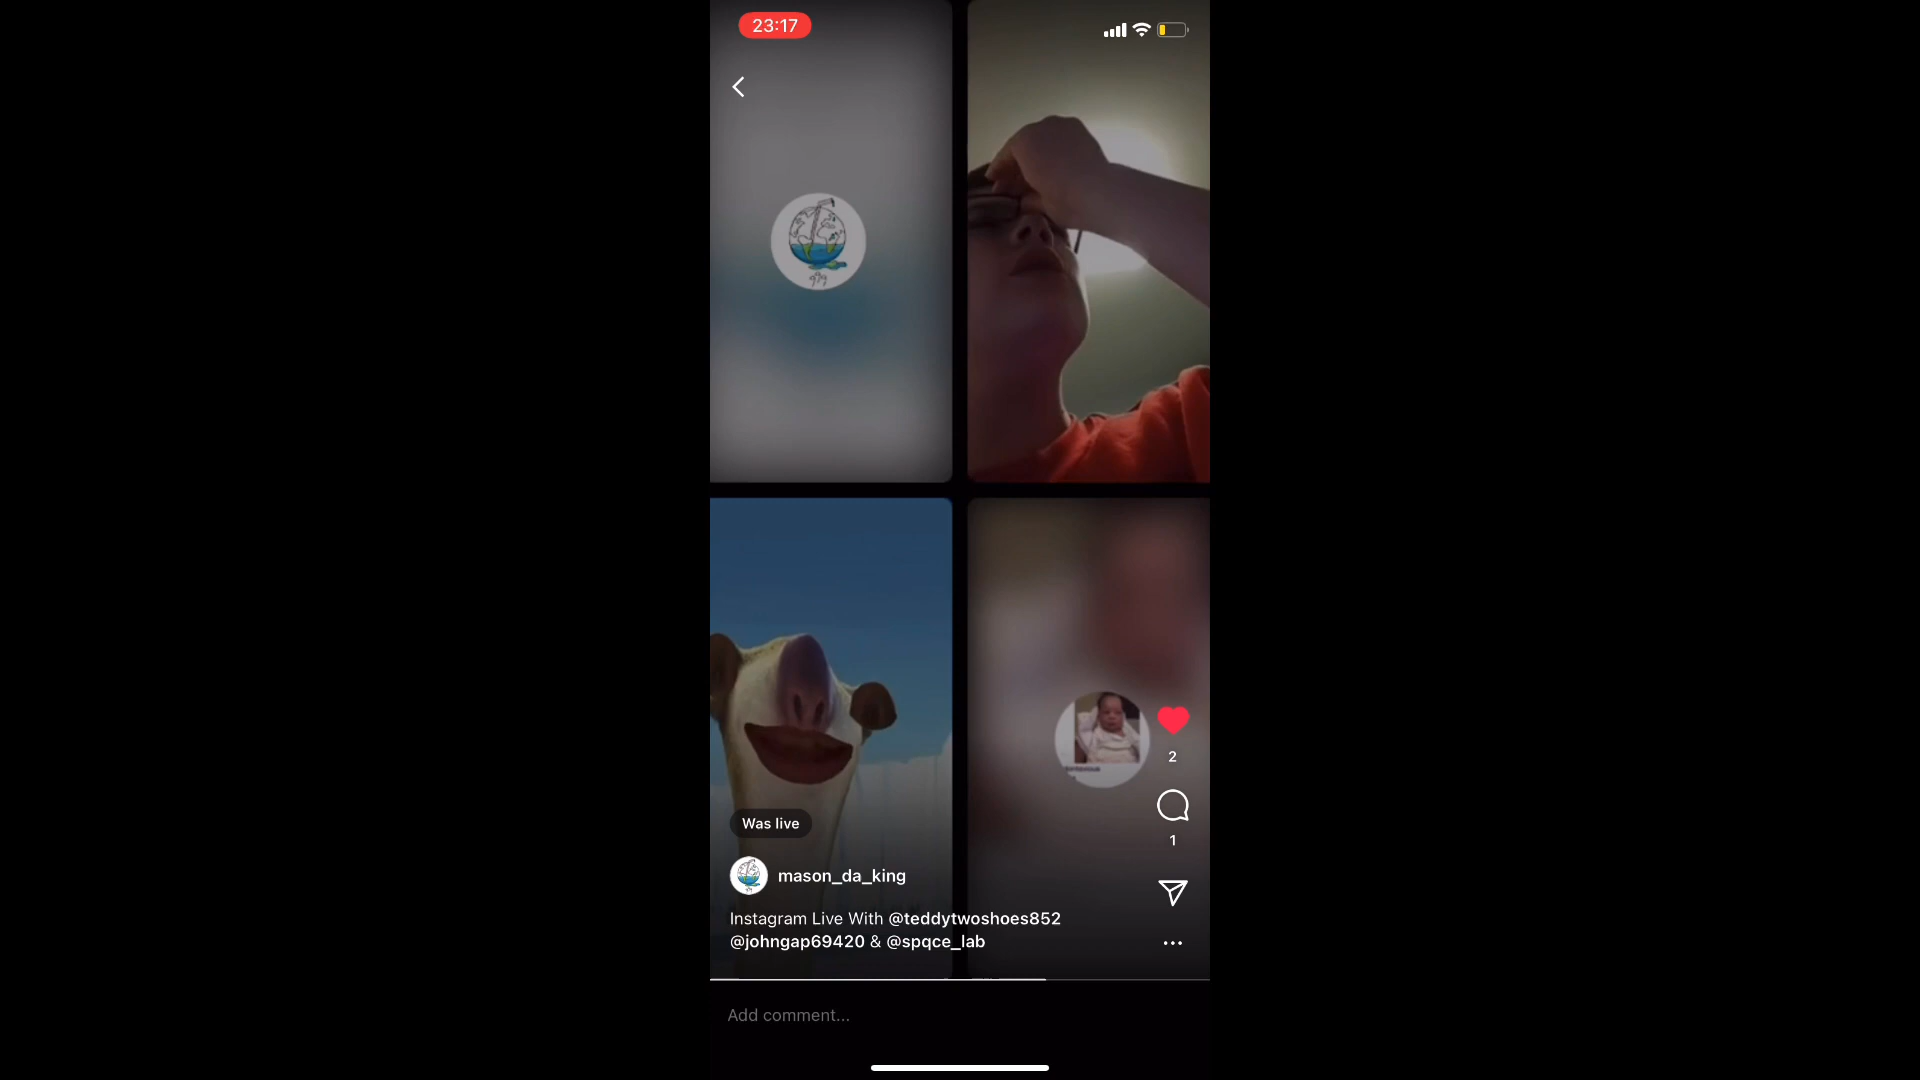 23:17
Was live
mason_da_king
Instagram Live With @teddytwoshoes852
@johngap69420 & @spqce_lab
2
1
Add comment...